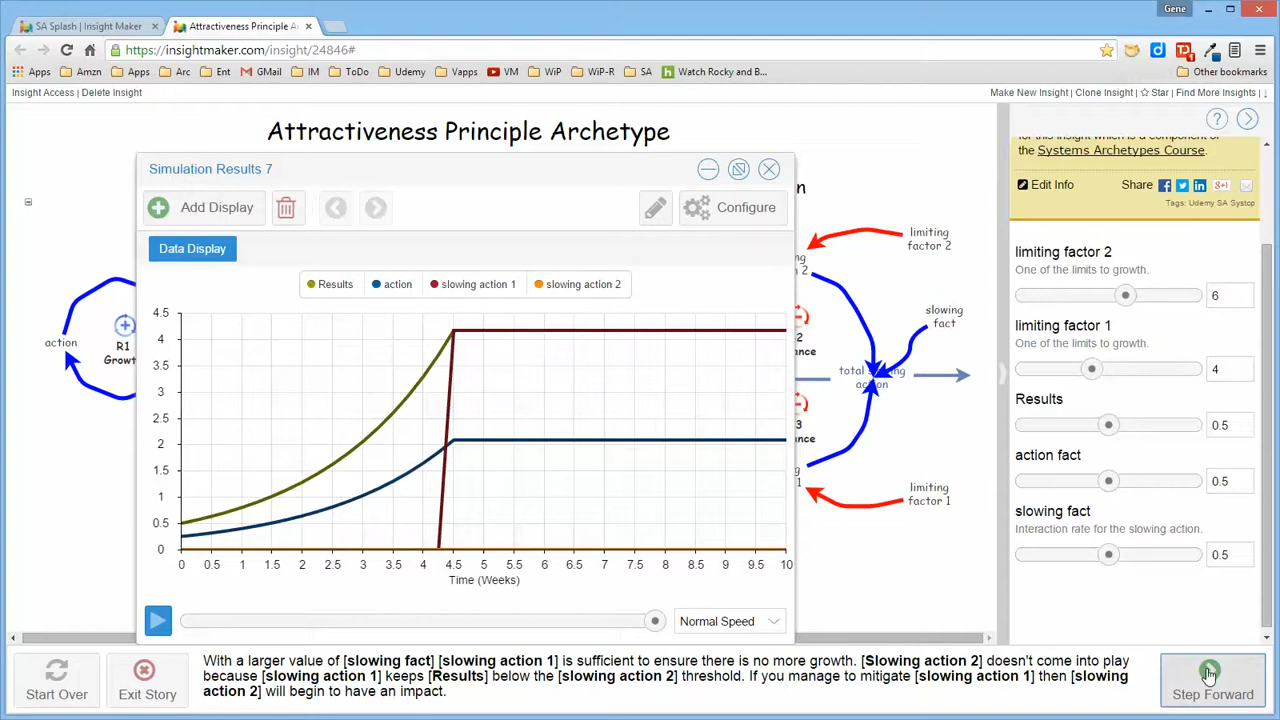 Gene
SA Splash | Insight Maker
Attractiveness Principle A
https://insightmaker.com/insight/24846#
Apps
Amzn
Apps
Arc
Ent
GMail
IM
ToDo
Udemy
Vapps
VM
WiP
WiP-R
SA
Watch Rocky and B...
Other bookmarks
Insight Access | Delete Insight
Make New Insight | Clone Insight | Star | Find More Insights |
Attractiveness Principle Archetype
for this insight which is a component
of the Systems Archetypes Course.
Edit Info
Share
Tags: Udemy SA Systop
limiting factor 2
One of the limits to growth.
6
limiting factor 1
One of the limits to growth.
4
Results
0.5
action fact
0.5
slowing fact
Interaction rate for the slowing action.
0.5
Simulation Results 7
Add Display
Configure
Data Display
Results
action
slowing action 1
slowing action 2
4.5
4
3.5
3
2.5
2
1.5
1
0.5
0
0 0.5 1 1.5 2 2.5 3 3.5 4 4.5 5 5.5 6 6.5 7 7.5 8 8.5 9 9.5 10
Time (Weeks)
Normal Speed
action
R1
Growt
limiting
factor 2
slowing
fact
action
limiting
factor 1
Start Over
Exit Story
With a larger value of [slowing fact] [slowing action 1] is sufficient to ensure there is no more growth. [Slowing action 2] doesn't come into play
because [slowing action 1] keeps [Results] below the [slowing action 2] threshold. If you manage to mitigate [slowing action 1] then [slowing
action 2] will begin to have an impact.
Step Forward